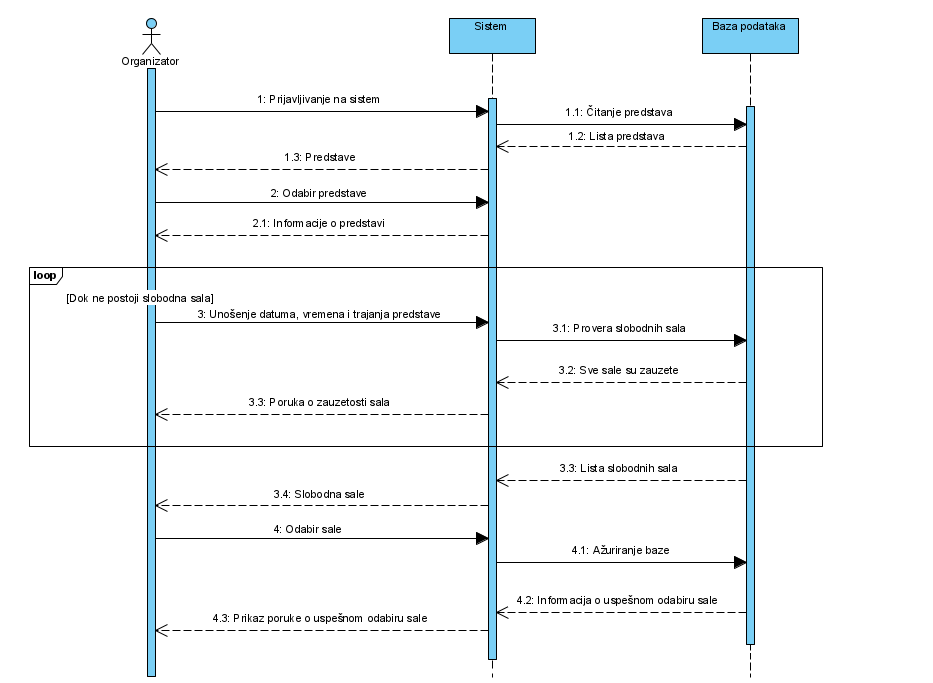 Organizator
Sistem
Baza podataka
1: Prijavljivanje na sistem
1.1: Čitanje predstava
1.2: Lista predstava
1.3: Predstave
2: Odabir predstave
2.1: Informacije o predstavi
loop
[Dok ne postoji slobodna sala]
3: Unošenje datuma, vremena i trajanja predstave
3.1: Provera slobodnih sala
3.2: Sve sale su zauzete
3.3: Poruka o zauzetosti sala
3.3: Lista slobodnih sala
3.4: Slobodna sale
4: Odabir sale
4.1: Ažuriranje baze
4.2: Informacija o uspešnom odabiru sale
4.3: Prikaz poruke o uspešnom odabiru sale